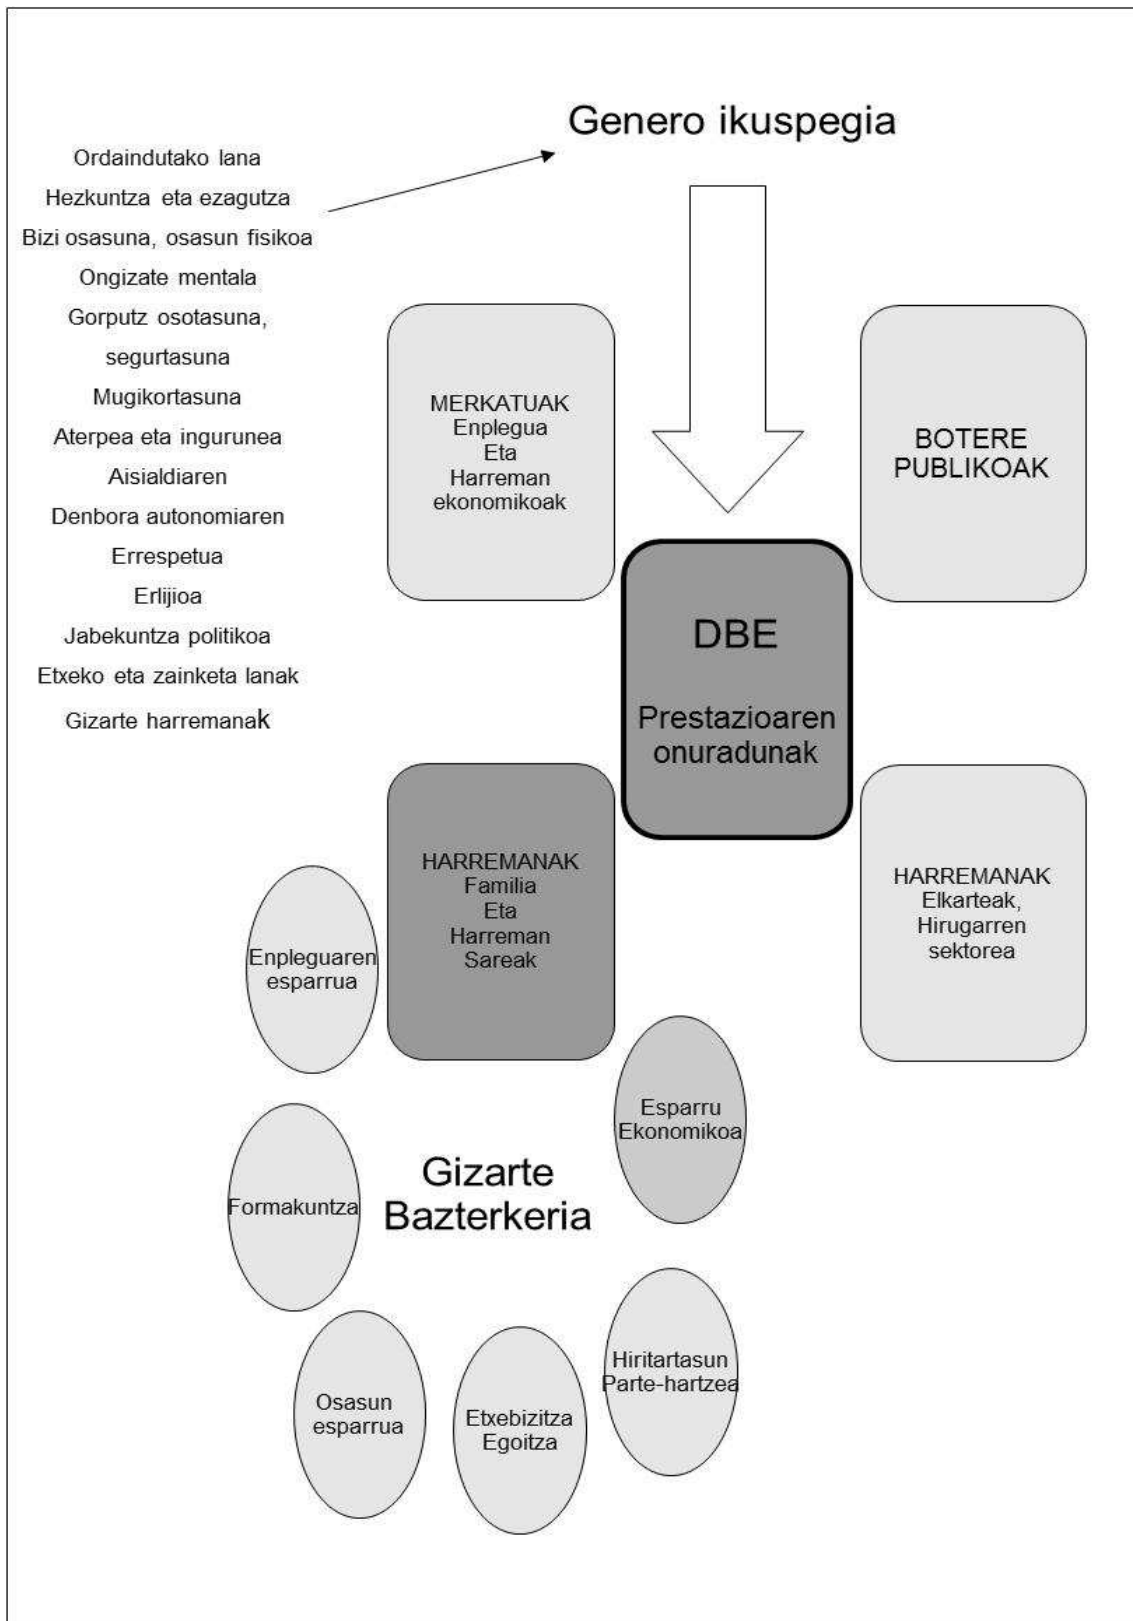 Genero ikuspegia
Ordaindutako lana
Hezkuntza eta ezagutza
Bizi osasuna, osasun fisikoa
Ongizate mentala
Gorputz osotasuna,
segurtasuna
Mugikortasuna
Aterpea eta ingurunea
Aisialdiaren
Denbora autonomiaren
Errespetua
Erlijioa
Jabekuntza politikoa
Etxeko eta zainketa lanak
Gizarte harremanak
MERKATUAK
Enplegua
Eta
Harreman
ekonomikoak
BOTERE
PUBLIKOAK
DBE
Prestazioaren
onuradunak
HARREMANAK
Familia
Eta
Harreman
Sareak
HARREMANAK
Elkarteak,
Hirugarren
sektorea
Enpleguaren
esparrua
Esparru
Ekonomikoa
Formakuntza
Gizarte
Bazterkeria
Osasun
esparrua
Etxebizitza
Egoitza
Hiritartasun
Parte-hartzea